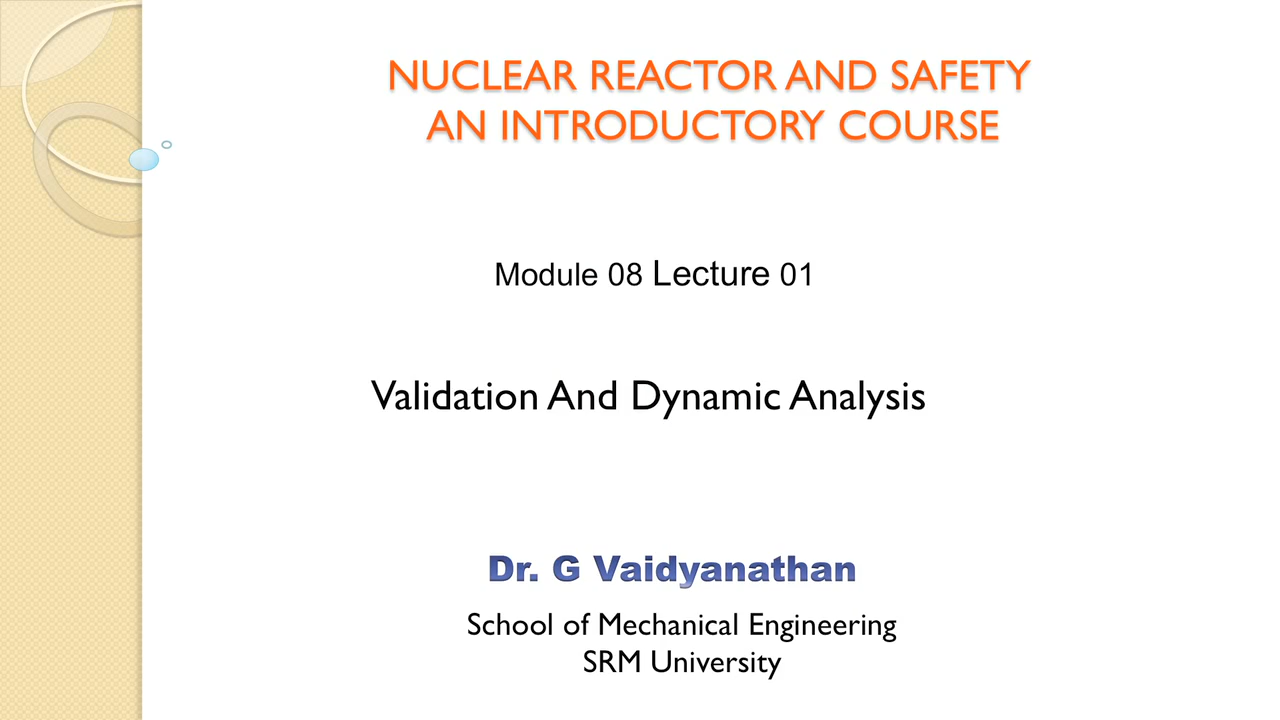 NUCLEAR REACTOR AND SAFETY
AN INTRODUCTORY COURSE
Module 08 Lecture 01
Validation And Dynamic Analysis
Dr. G Vaidyanathan
School of Mechanical Engineering
SRM University